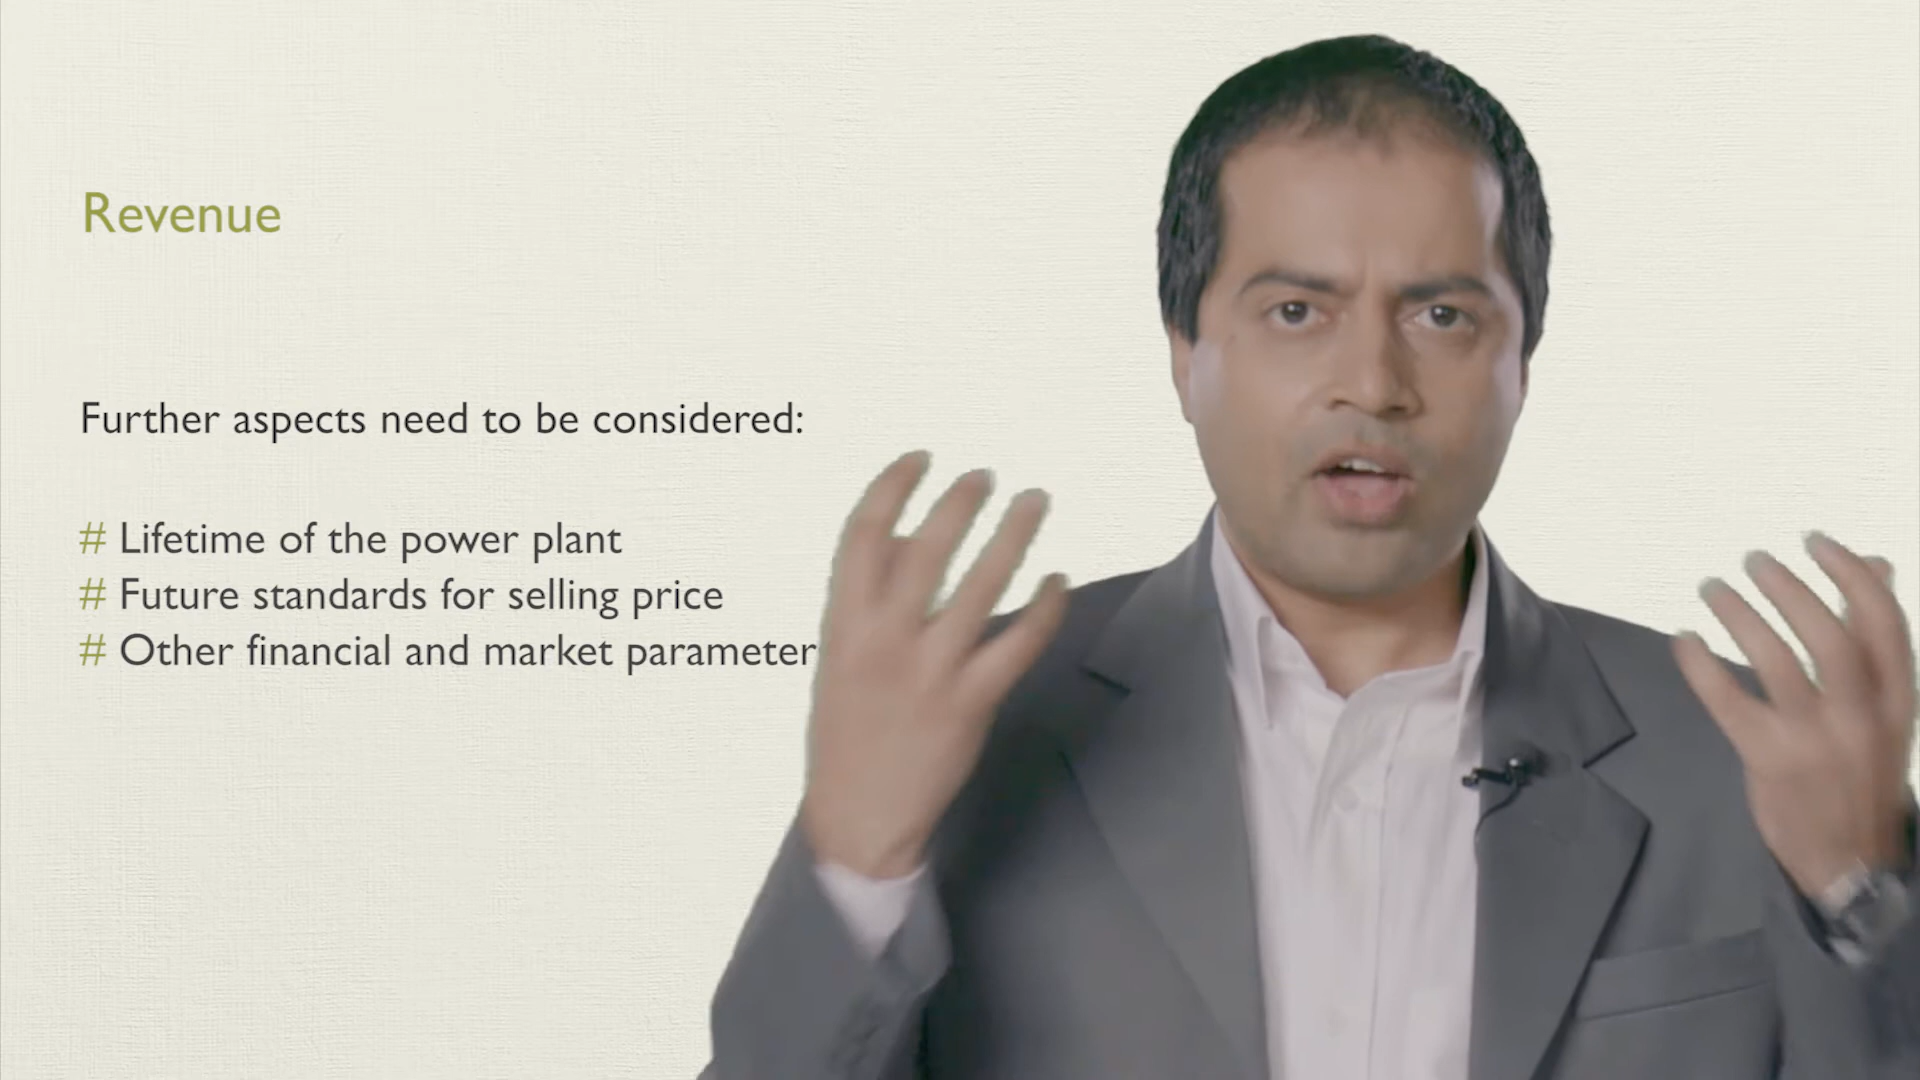 Revenue
Further aspects need to be considered:
# Lifetime of the power plant
# Future standards for selling price
# Other financial and market parameter